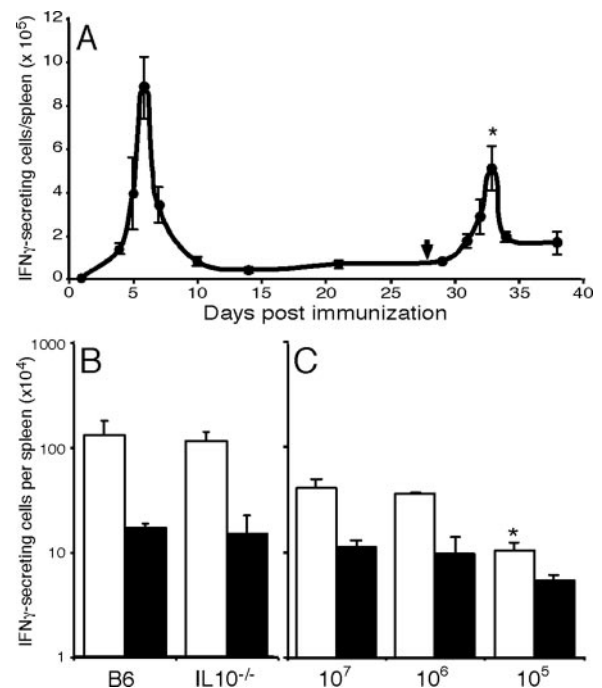 A
IFNγ-secreting cells/spleen (x 10⁵)
12
10
8
6
4
2
0
*
0 5 10 15 20 25 30 35 40
Days post immunization
B
C
IFNγ-secreting cells per spleen (x10⁴)
1000
100
10
1
*
B6 IL10⁻/⁻ 10⁷ 10⁶ 10⁵